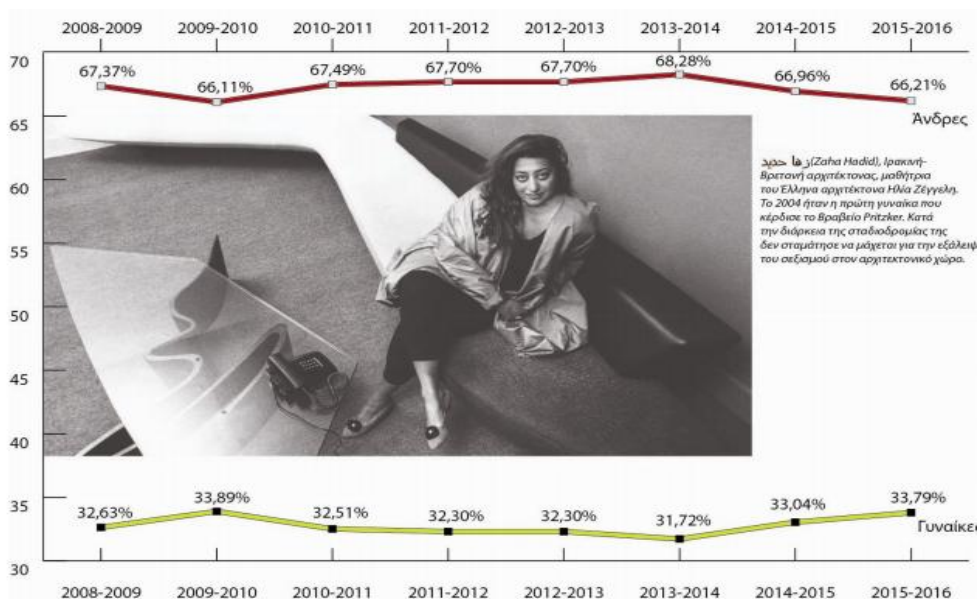 2008-2009 2009-2010 2010-2011 2011-2012 2012-2013 2013-2014 2014-2015 2015-2016
70
67,37% 66,11% 67,49% 67,70% 67,70% 68,28% 66,96% 66,21%
Άνδρες
65
زها حديد (Zaha Hadid), Ιρακινή-
Βρετανή αρχιτέκτονας, μαθήτρια
του Έλληνα αρχιτέκτονα Ηλία Ζέγγελη.
Το 2004 ήταν η πρώτη γυναίκα που
κέρδισε το Βραβείο Pritzker. Κατά
την διάρκεια της σταδιοδρομίας της
δεν σταμάτησε να μάχεται για την εξάλειψ
του σεξισμού στον αρχιτεκτονικό χώρο.
60
55
50
45
40
35
32,63% 33,89% 32,51% 32,30% 32,30% 31,72% 33,04% 33,79%
Γυναίκες
30
2008-2009 2009-2010 2010-2011 2011-2012 2012-2013 2013-2014 2014-2015 2015-2016